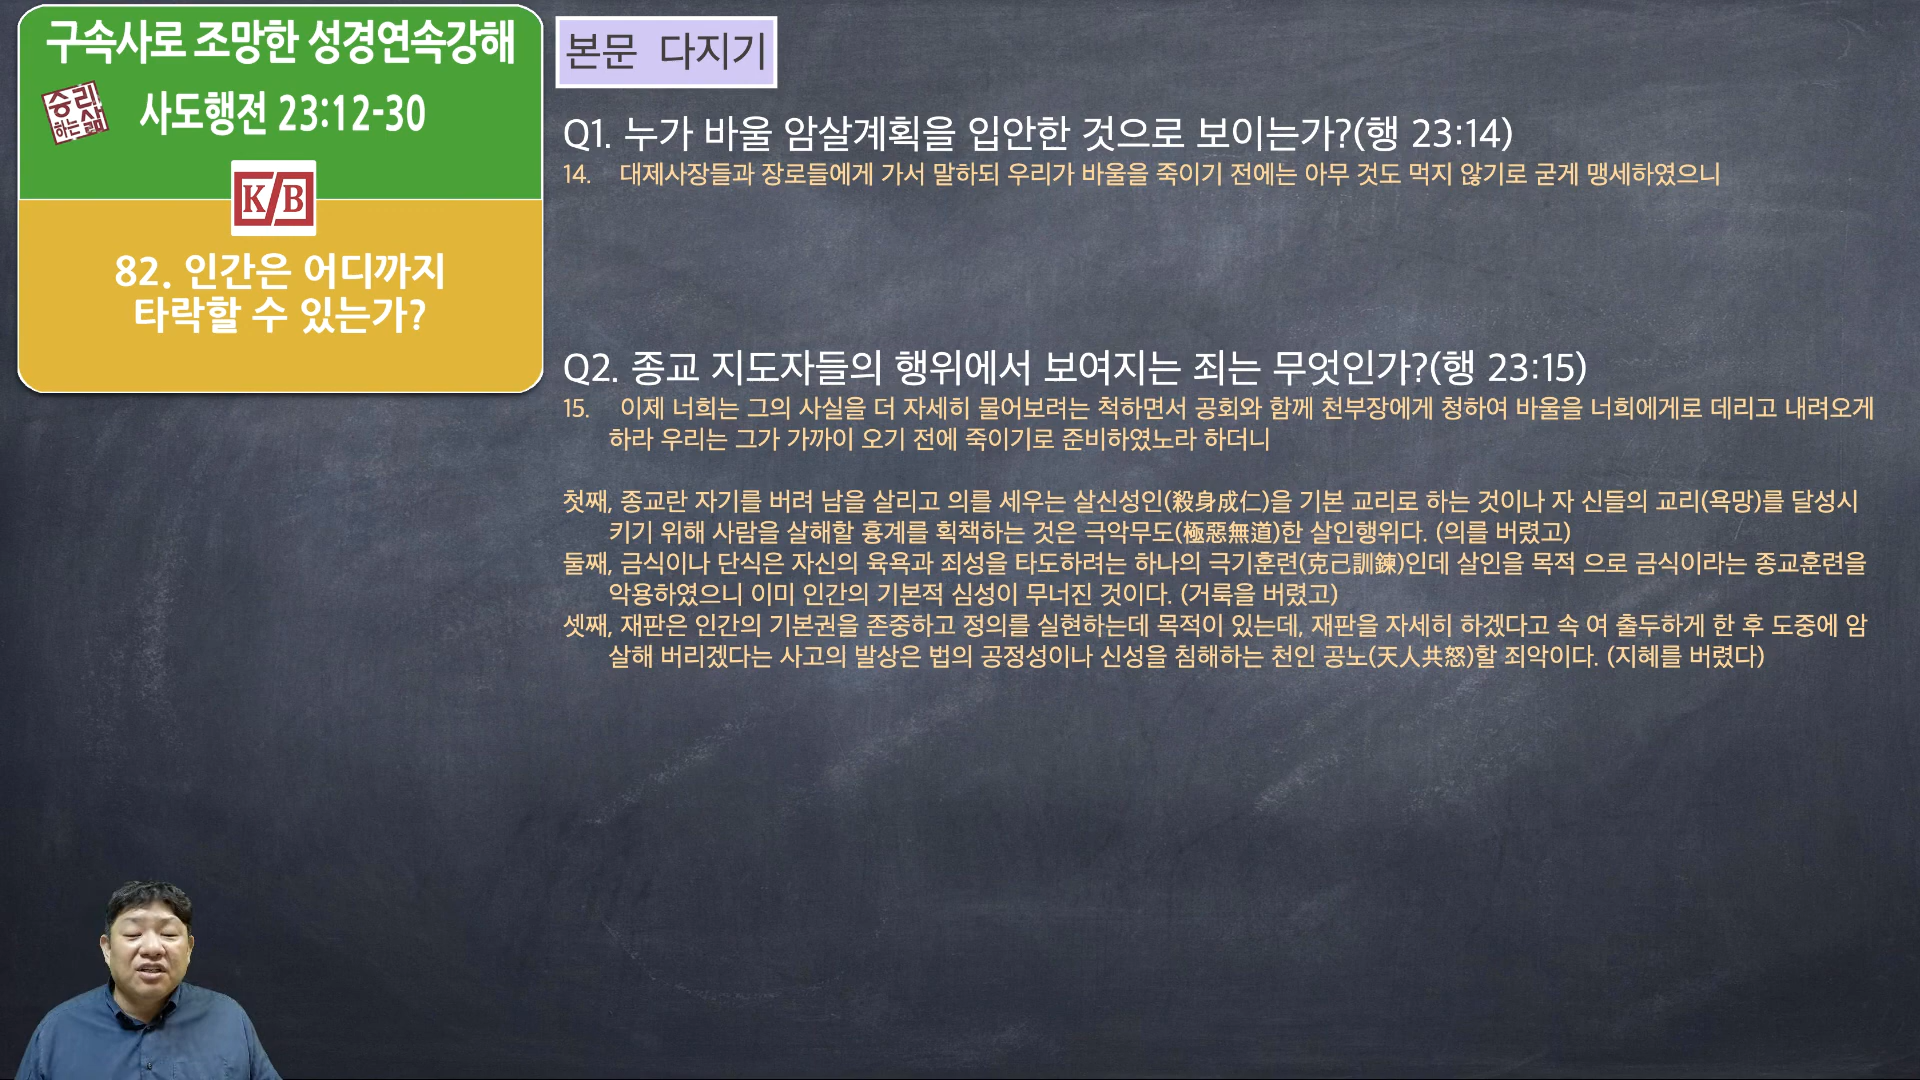 구속사로 조망한 성경연속강해
승리하는 삶
사도행전 23:12-30
K/B
82. 인간은 어디까지
타락할 수 있는가?
본문 다지기
Q1. 누가 바울 암살계획을 입안한 것으로 보이는가?(행 23:14)
14. 대제사장들과 장로들에게 가서 말하되 우리가 바울을 죽이기 전에는 아무 것도 먹지 않기로 굳게 맹세하였으니
Q2. 종교 지도자들의 행위에서 보여지는 죄는 무엇인가?(행 23:15)
15. 이제 너희는 그의 사실을 더 자세히 물어보려는 척하면서 공회와 함께 천부장에게 청하여 바울을 너희에게로 데리고 내려오게
하라 우리는 그가 가까이 오기 전에 죽이기로 준비하였노라 하더니
첫째, 종교란 자기를 버려 남을 살리고 의를 세우는 살신성인(殺身成仁)을 기본 교리로 하는 것이나 자 신들의 교리(욕망)를 달성시
키기 위해 사람을 살해할 흉계를 획책하는 것은 극악무도(極惡無道)한 살인행위다. (의를 버렸고)
둘째, 금식이나 단식은 자신의 육욕과 죄성을 타도하려는 하나의 극기훈련(克己訓鍊)인데 살인을 목적 으로 금식이라는 종교훈련을
악용하였으니 이미 인간의 기본적 심성이 무너진 것이다. (거룩을 버렸고)
셋째, 재판은 인간의 기본권을 존중하고 정의를 실현하는데 목적이 있는데, 재판을 자세히 하겠다고 속 여 출두하게 한 후 도중에 암
살해 버리겠다는 사고의 발상은 법의 공정성이나 신성을 침해하는 천인 공노(天人共怒)할 죄악이다. (지혜를 버렸다)